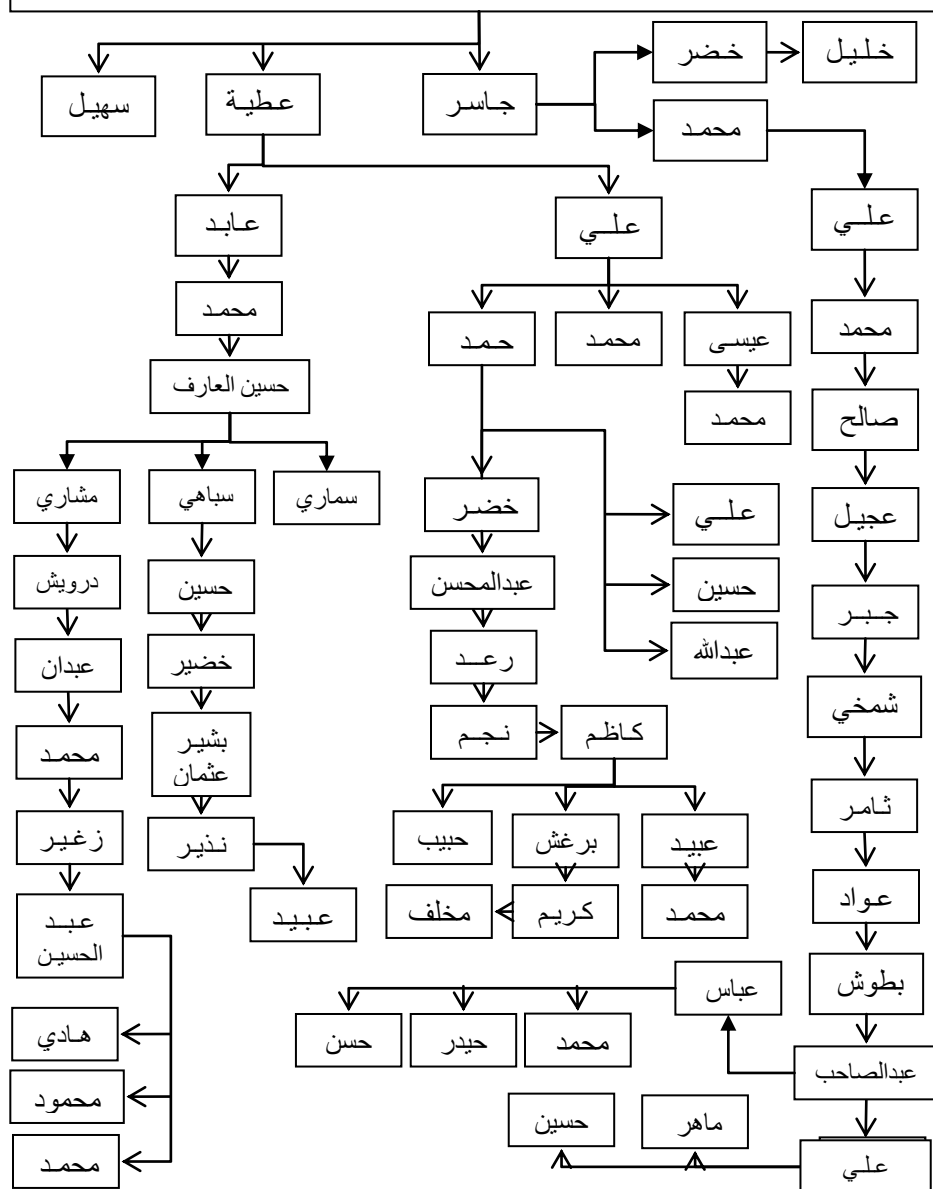 خليل
خضر
جاسر
عطية
سهيل
محمد
علي
علي
عابد
محمد
عيسى
محمد
حمد
محمد
حسين العارف
محمد
صالح
سماري
سباهي
مشاري
خضر
علي
عجيل
حسين
درويش
عبدالمحسن
حسين
جبر
خضير
عبدان
رعد
عبدالله
شمخي
بشير
عثمان
محمد
نجم
كاظم
ثامر
نذير
زغير
حبيب
برغش
عبيد
عواد
عبيد
عبد
الحسين
مخلف
كريم
محمد
بطوش
عباس
هادي
حسن
حيدر
محمد
عبدالصاحب
محمود
حسين
ماهر
محمد
علي